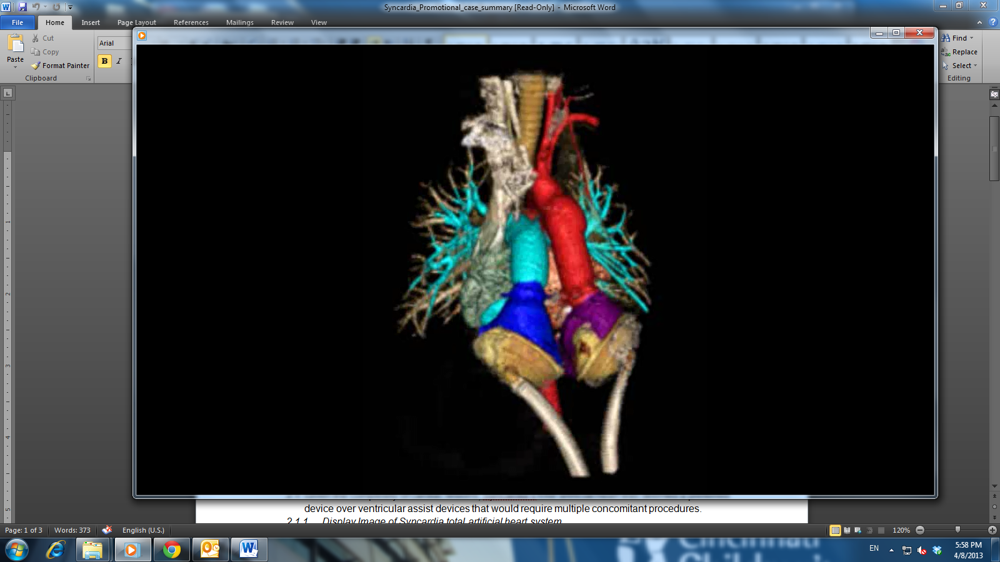 Syncardia_Promotional_case_summary [Read-Only] - Microsoft Word
File Home Insert Page Layout References Mailings Review View
Cut
Copy
Format Painter
Paste
Clipboard
Arial
B I
Find
Replace
Select
Editing
device over ventricular assist devices that would require multiple concomitant procedures.
2.1.1 Display Image of Syncardia total artificial heart system
Page: 1 of 3 Words: 373 English (U.S.) 120%
Cincinnati
EN
5:58 PM
4/8/2013